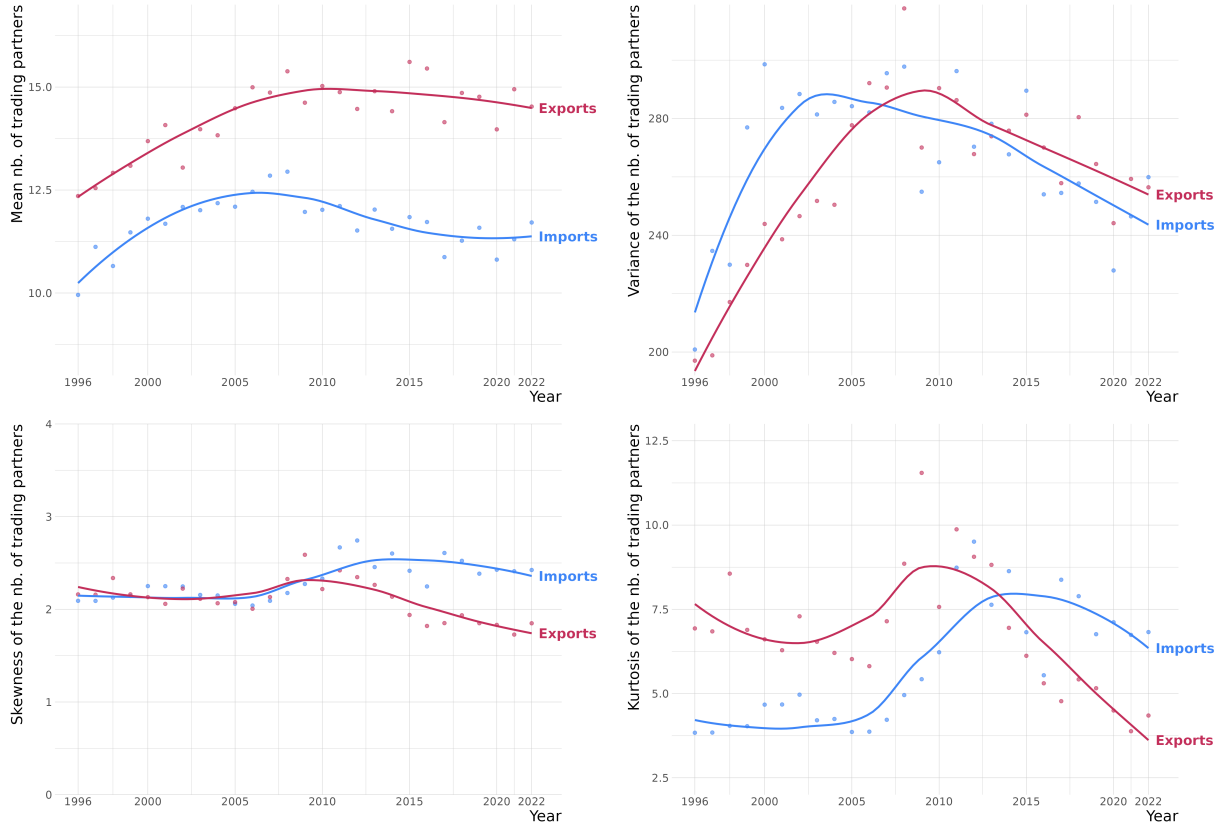 Mean nb. of trading partners
15.0
12.5
10.0
Exports
Imports
1996 2000 2005 2010 2015 2020 2022
Year
Variance of the nb. of trading partners
280
240
200
Exports
Imports
1996 2000 2005 2010 2015 2020 2022
Year
Skewness of the nb. of trading partners
4
3
2
1
0
Imports
Exports
1996 2000 2005 2010 2015 2020 2022
Year
Kurtosis of the nb. of trading partners
12.5
10.0
7.5
5.0
2.5
Imports
Exports
1996 2000 2005 2010 2015 2020 2022
Year